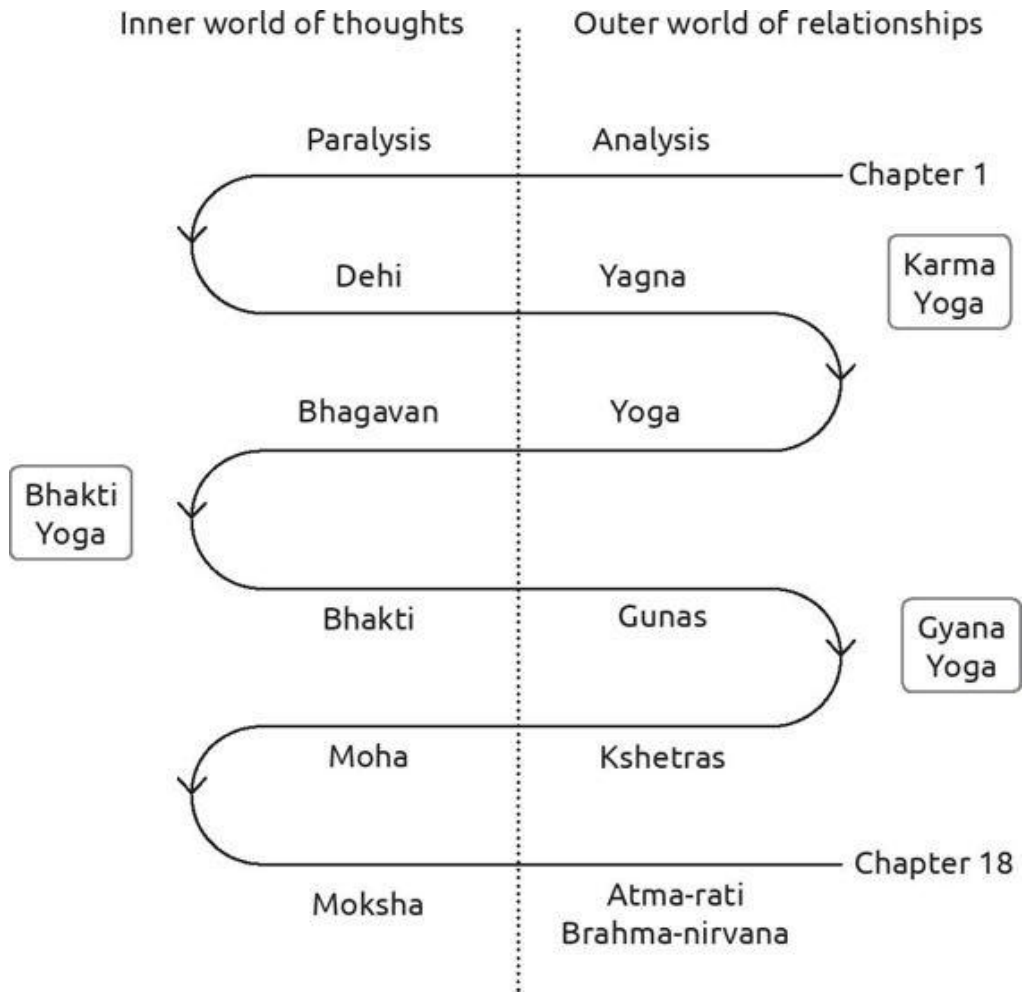 Inner world of thoughts
Outer world of relationships
Paralysis
Analysis
Chapter 1
Dehi
Yagna
Karma
Yoga
Bhagavan
Yoga
Bhakti
Yoga
Bhakti
Gunas
Gyana
Yoga
Moha
Kshetras
Chapter 18
Moksha
Atma-rati
Brahma-nirvana